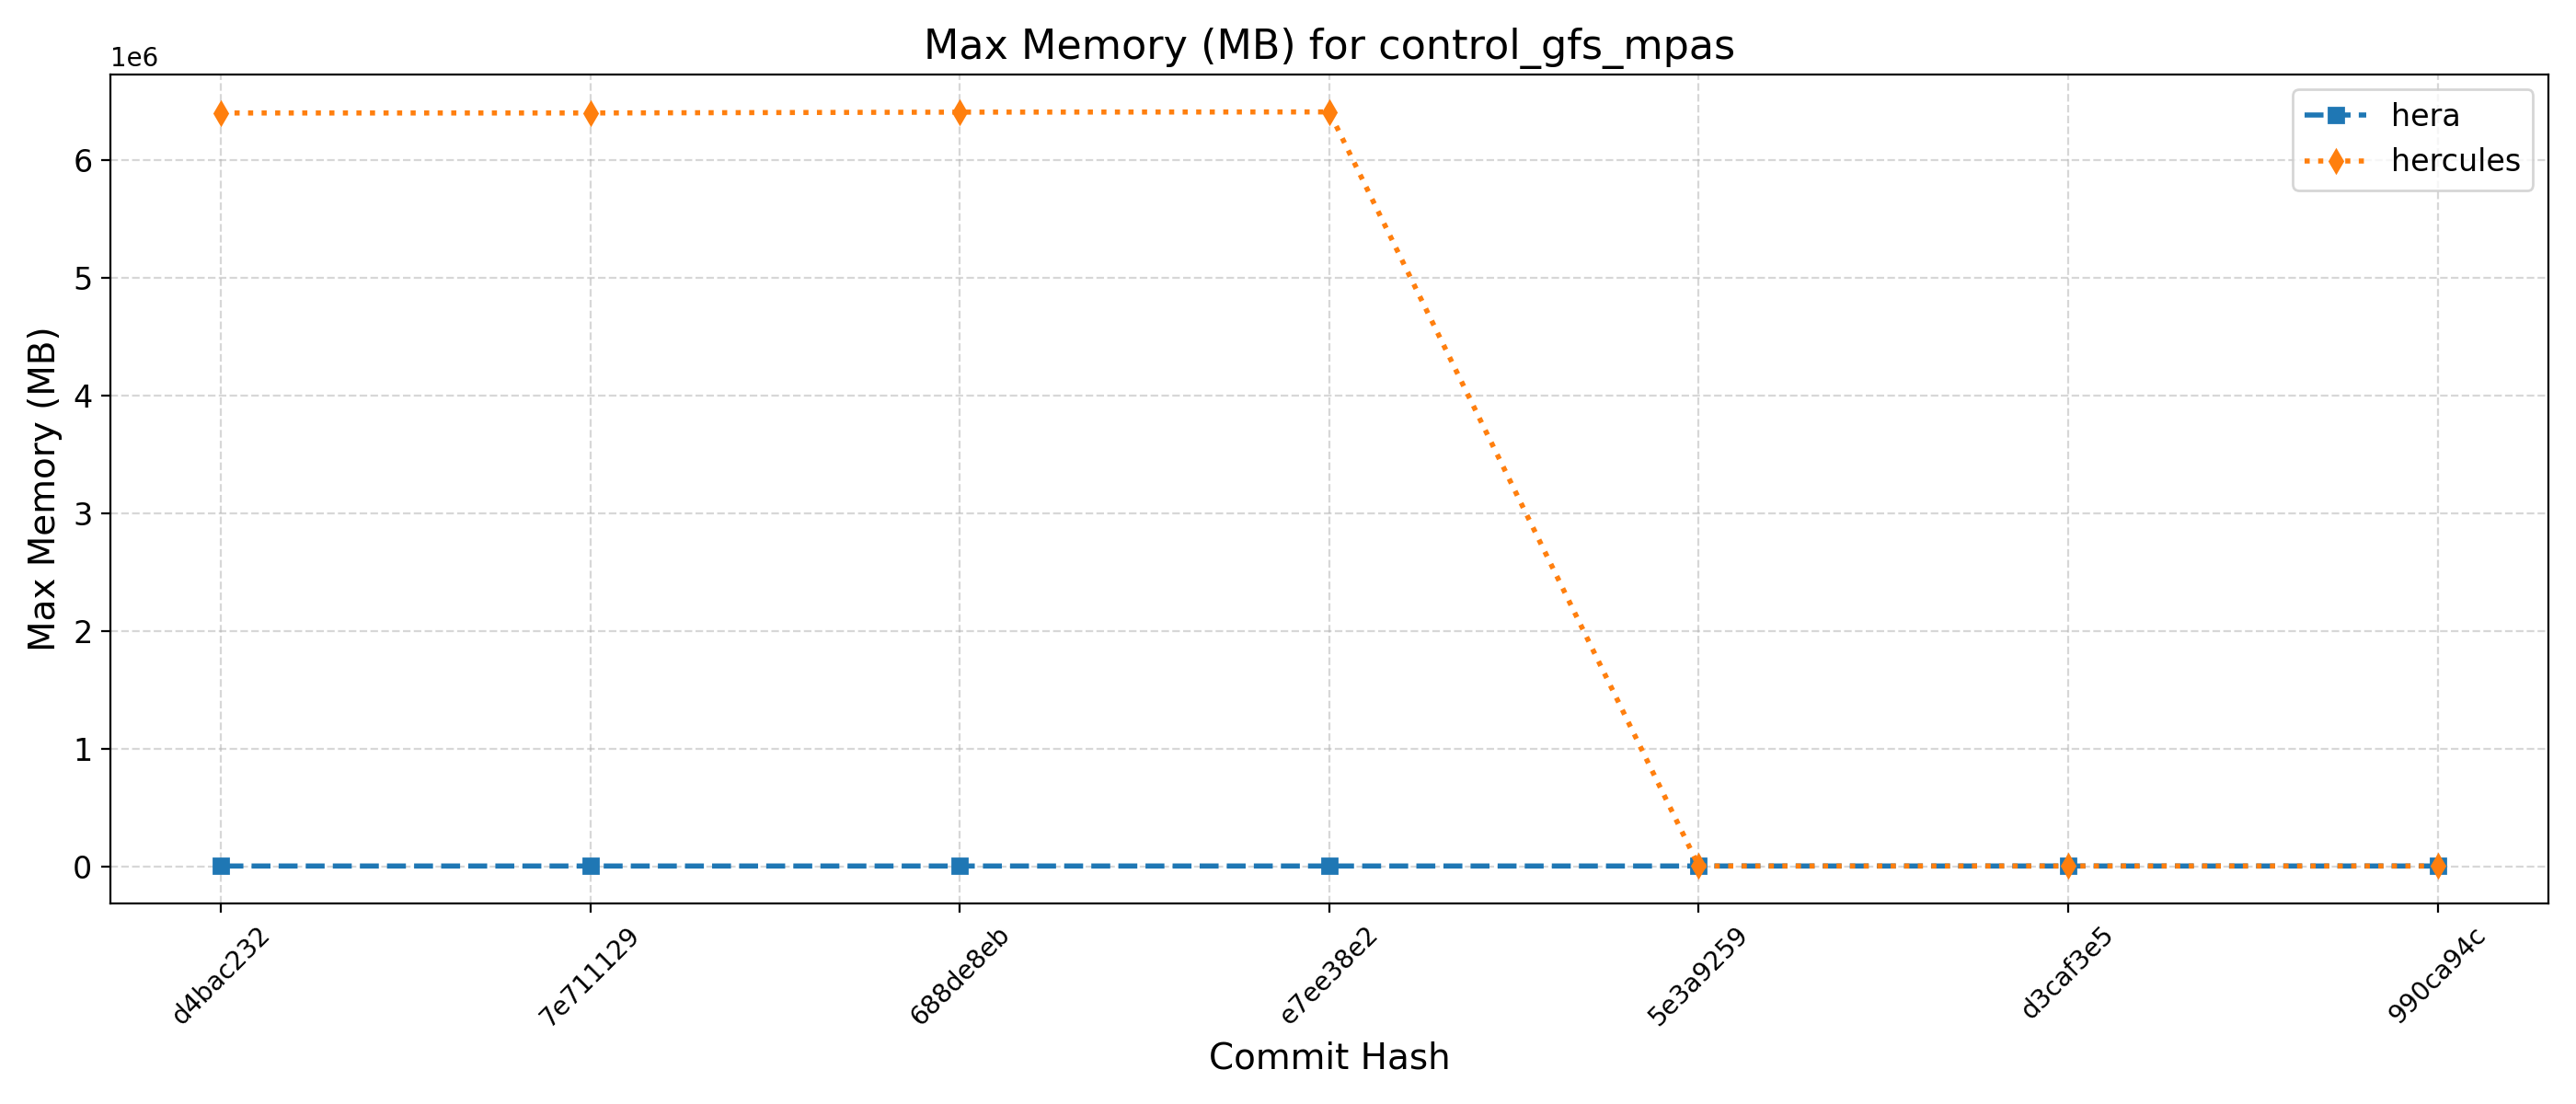 Max Memory (MB) for control_gfs_mpas
1e6
hera
hercules
6
5
4
3
2
1
0
Max Memory (MB)
d4bac232
7e711129
688de8eb
e7ee38e2
5e3a9259
d3caf3e5
990ca94c
Commit Hash